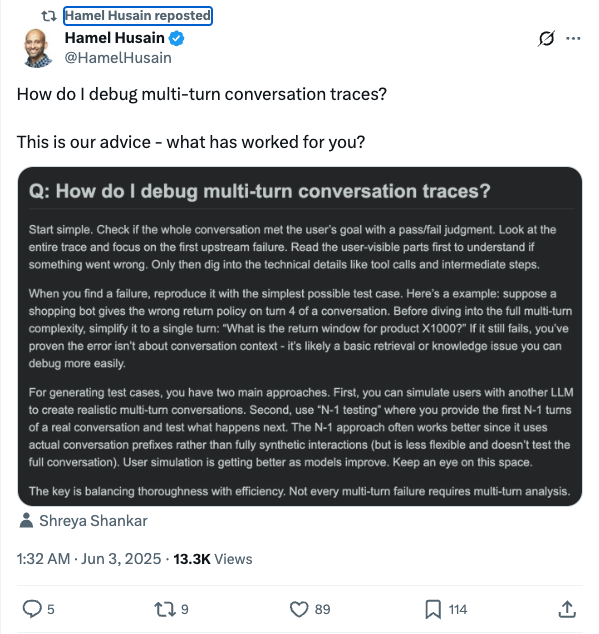 Hamel Husain reposted
Hamel Husain
@HamelHusain
How do I debug multi-turn conversation traces?
This is our advice - what has worked for you?
Q: How do I debug multi-turn conversation traces?
Start simple. Check if the whole conversation met the user's goal with a pass/fail judgment. Look at the
entire trace and focus on the first upstream failure. Read the user-visible parts first to understand if
something went wrong. Only then dig into the technical details like tool calls and intermediate steps.
When you find a failure, reproduce it with the simplest possible test case. Here's a example: suppose a
shopping bot gives the wrong return policy on turn 4 of a conversation. Before diving into the full multi-turn
complexity, simplify it to a single turn: "What is the return window for product X1000?" If it still fails, you've
proven the error isn't about conversation context - it's likely a basic retrieval or knowledge issue you can
debug more easily.
For generating test cases, you have two main approaches. First, you can simulate users with another LLM
to create realistic multi-turn conversations. Second, use "N-1 testing" where you provide the first N-1 turns
of a real conversation and test what happens next. The N-1 approach often works better since it uses
actual conversation prefixes rather than fully synthetic interactions (but is less flexible and doesn't test the
full conversation). User simulation is getting better as models improve. Keep an eye on this space.
The key is balancing thoroughness with efficiency. Not every multi-turn failure requires multi-turn analysis.
Shreya Shankar
1:32 AM · Jun 3, 2025 · 13.3K Views
5 9 89 114